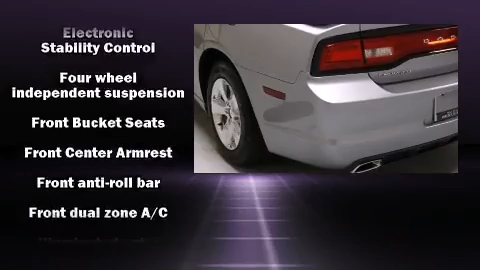 Electronic
Stability Control
Four wheel
independent suspension
Front Bucket Seats
Front Center Armrest
Front anti-roll bar
Front dual zone A/C